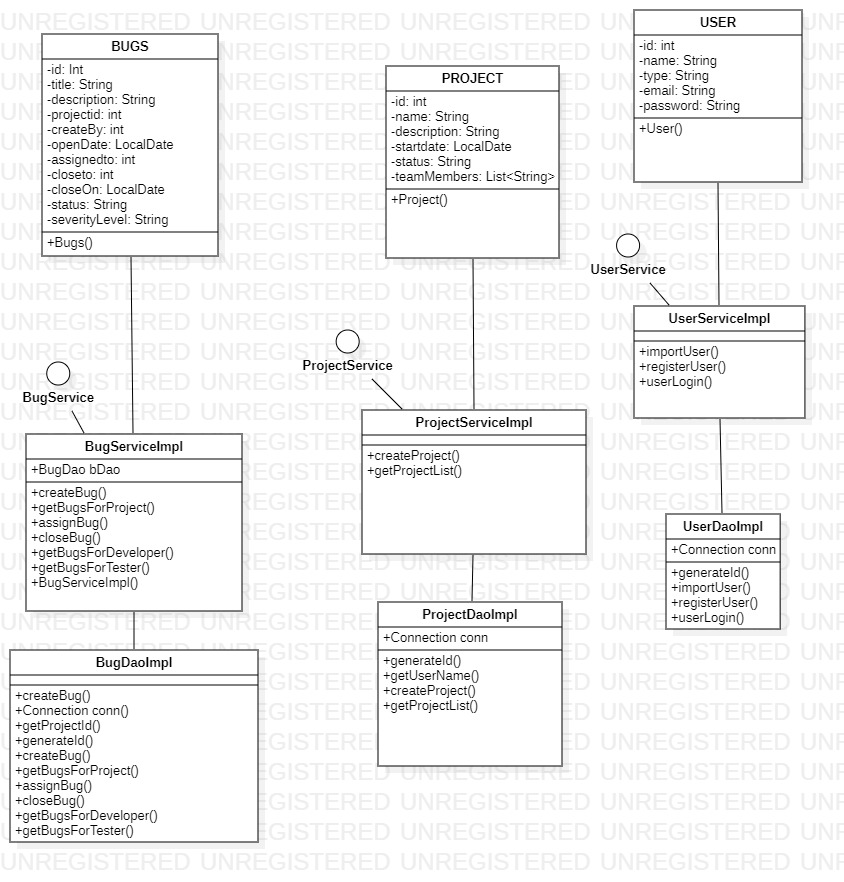 BUGS
-id: Int
-title: String
-description: String
-projectid: int
-createBy: int
-openDate: LocalDate
-assignedto: int
-closeto: int
-closeOn: LocalDate
-status: String
-severityLevel: String
+Bugs()
PROJECT
-id: int
-name: String
-description: String
-startdate: LocalDate
-status: String
-teamMembers: List<String>
+Project()
USER
-id: int
-name: String
-type: String
-email: String
-password: String
+User()
BugService
BugServiceImpl
+BugDao bDao
+createBug()
+getBugsForProject()
+assignBug()
+closeBug()
+getBugsForDeveloper()
+getBugsForTester()
+BugServiceImpl()
BugDaoImpl
+createBug()
+Connection conn()
+getProjectId()
+generateId()
+createBug()
+getBugsForProject()
+assignBug()
+closeBug()
+getBugsForDeveloper()
+getBugsForTester()
ProjectService
ProjectServiceImpl
+createProject()
+getProjectList()
ProjectDaoImpl
+Connection conn
+generateId()
+getUserName()
+createProject()
+getProjectList()
UserService
UserServiceImpl
+importUser()
+registerUser()
+userLogin()
UserDaoImpl
+Connection conn
+generateId()
+importUser()
+registerUser()
+userLogin()
UNREGISTERED